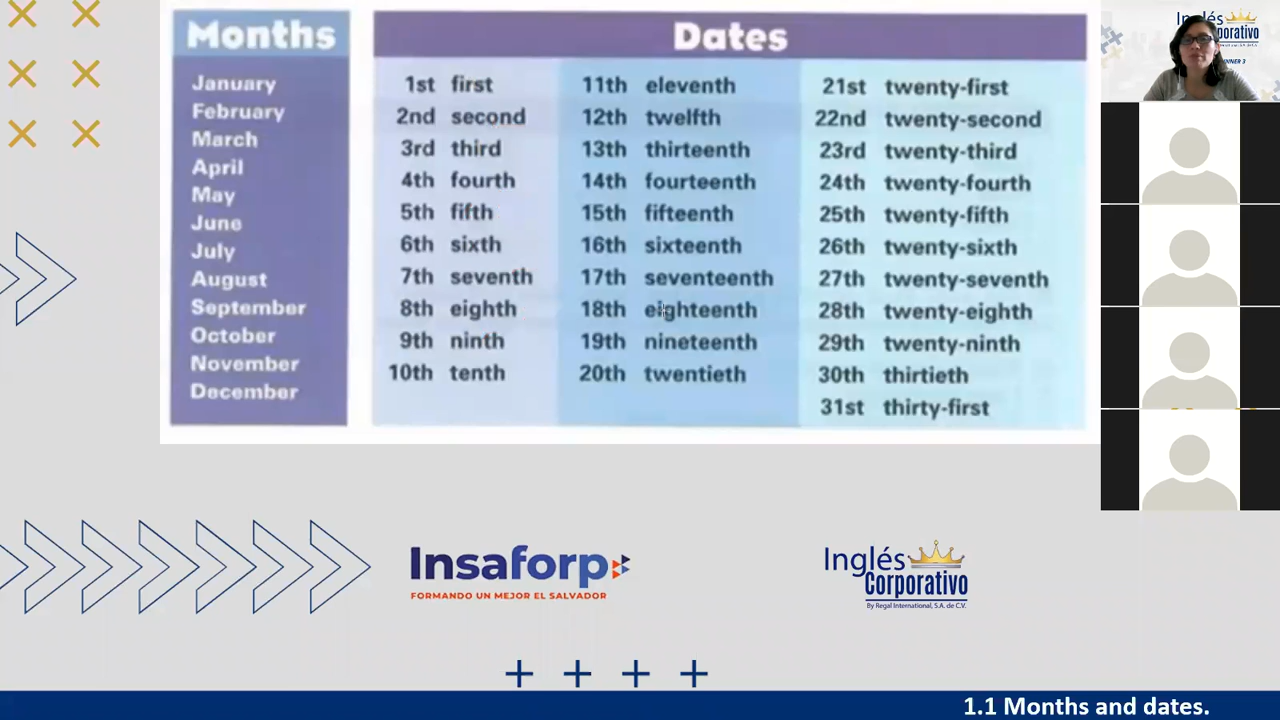 Months
January
February
March
April
May
June
July
August
September
October
November
December
Dates
1st first
2nd second
3rd third
4th fourth
5th fifth
6th sixth
7th seventh
8th eighth
9th ninth
10th tenth
11th eleventh
12th twelfth
13th thirteenth
14th fourteenth
15th fifteenth
16th sixteenth
17th seventeenth
18th eighteenth
19th nineteenth
20th twentieth
21st twenty-first
22nd twenty-second
23rd twenty-third
24th twenty-fourth
25th twenty-fifth
26th twenty-sixth
27th twenty-seventh
28th twenty-eighth
29th twenty-ninth
30th thirtieth
31st thirty-first
Insaforp
FORMANDO UN MEJOR EL SALVADOR
Inglés
Corporativo
By Regal International, S.A. de C.V.
1.1 Months and dates.